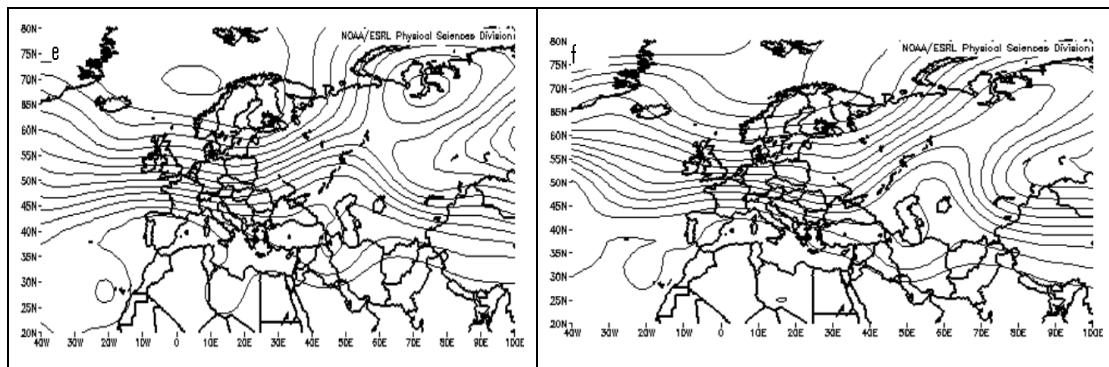 _e
NOAA/ESRL Physical Sciences Division
80N
75N
70N
65N
60N
55N
50N
45N
40N
35N
30N
25N
20N
40W 30W 20W 10W 0 10E 20E 30E 40E 50E 60E 70E 80E 90E 100E
f
NOAA/ESRL Physical Sciences Division
80N
75N
70N
65N
60N
55N
50N
45N
40N
35N
30N
25N
20N
40W 30W 20W 10W 0 10E 20E 30E 40E 50E 60E 70E 80E 90E 100E